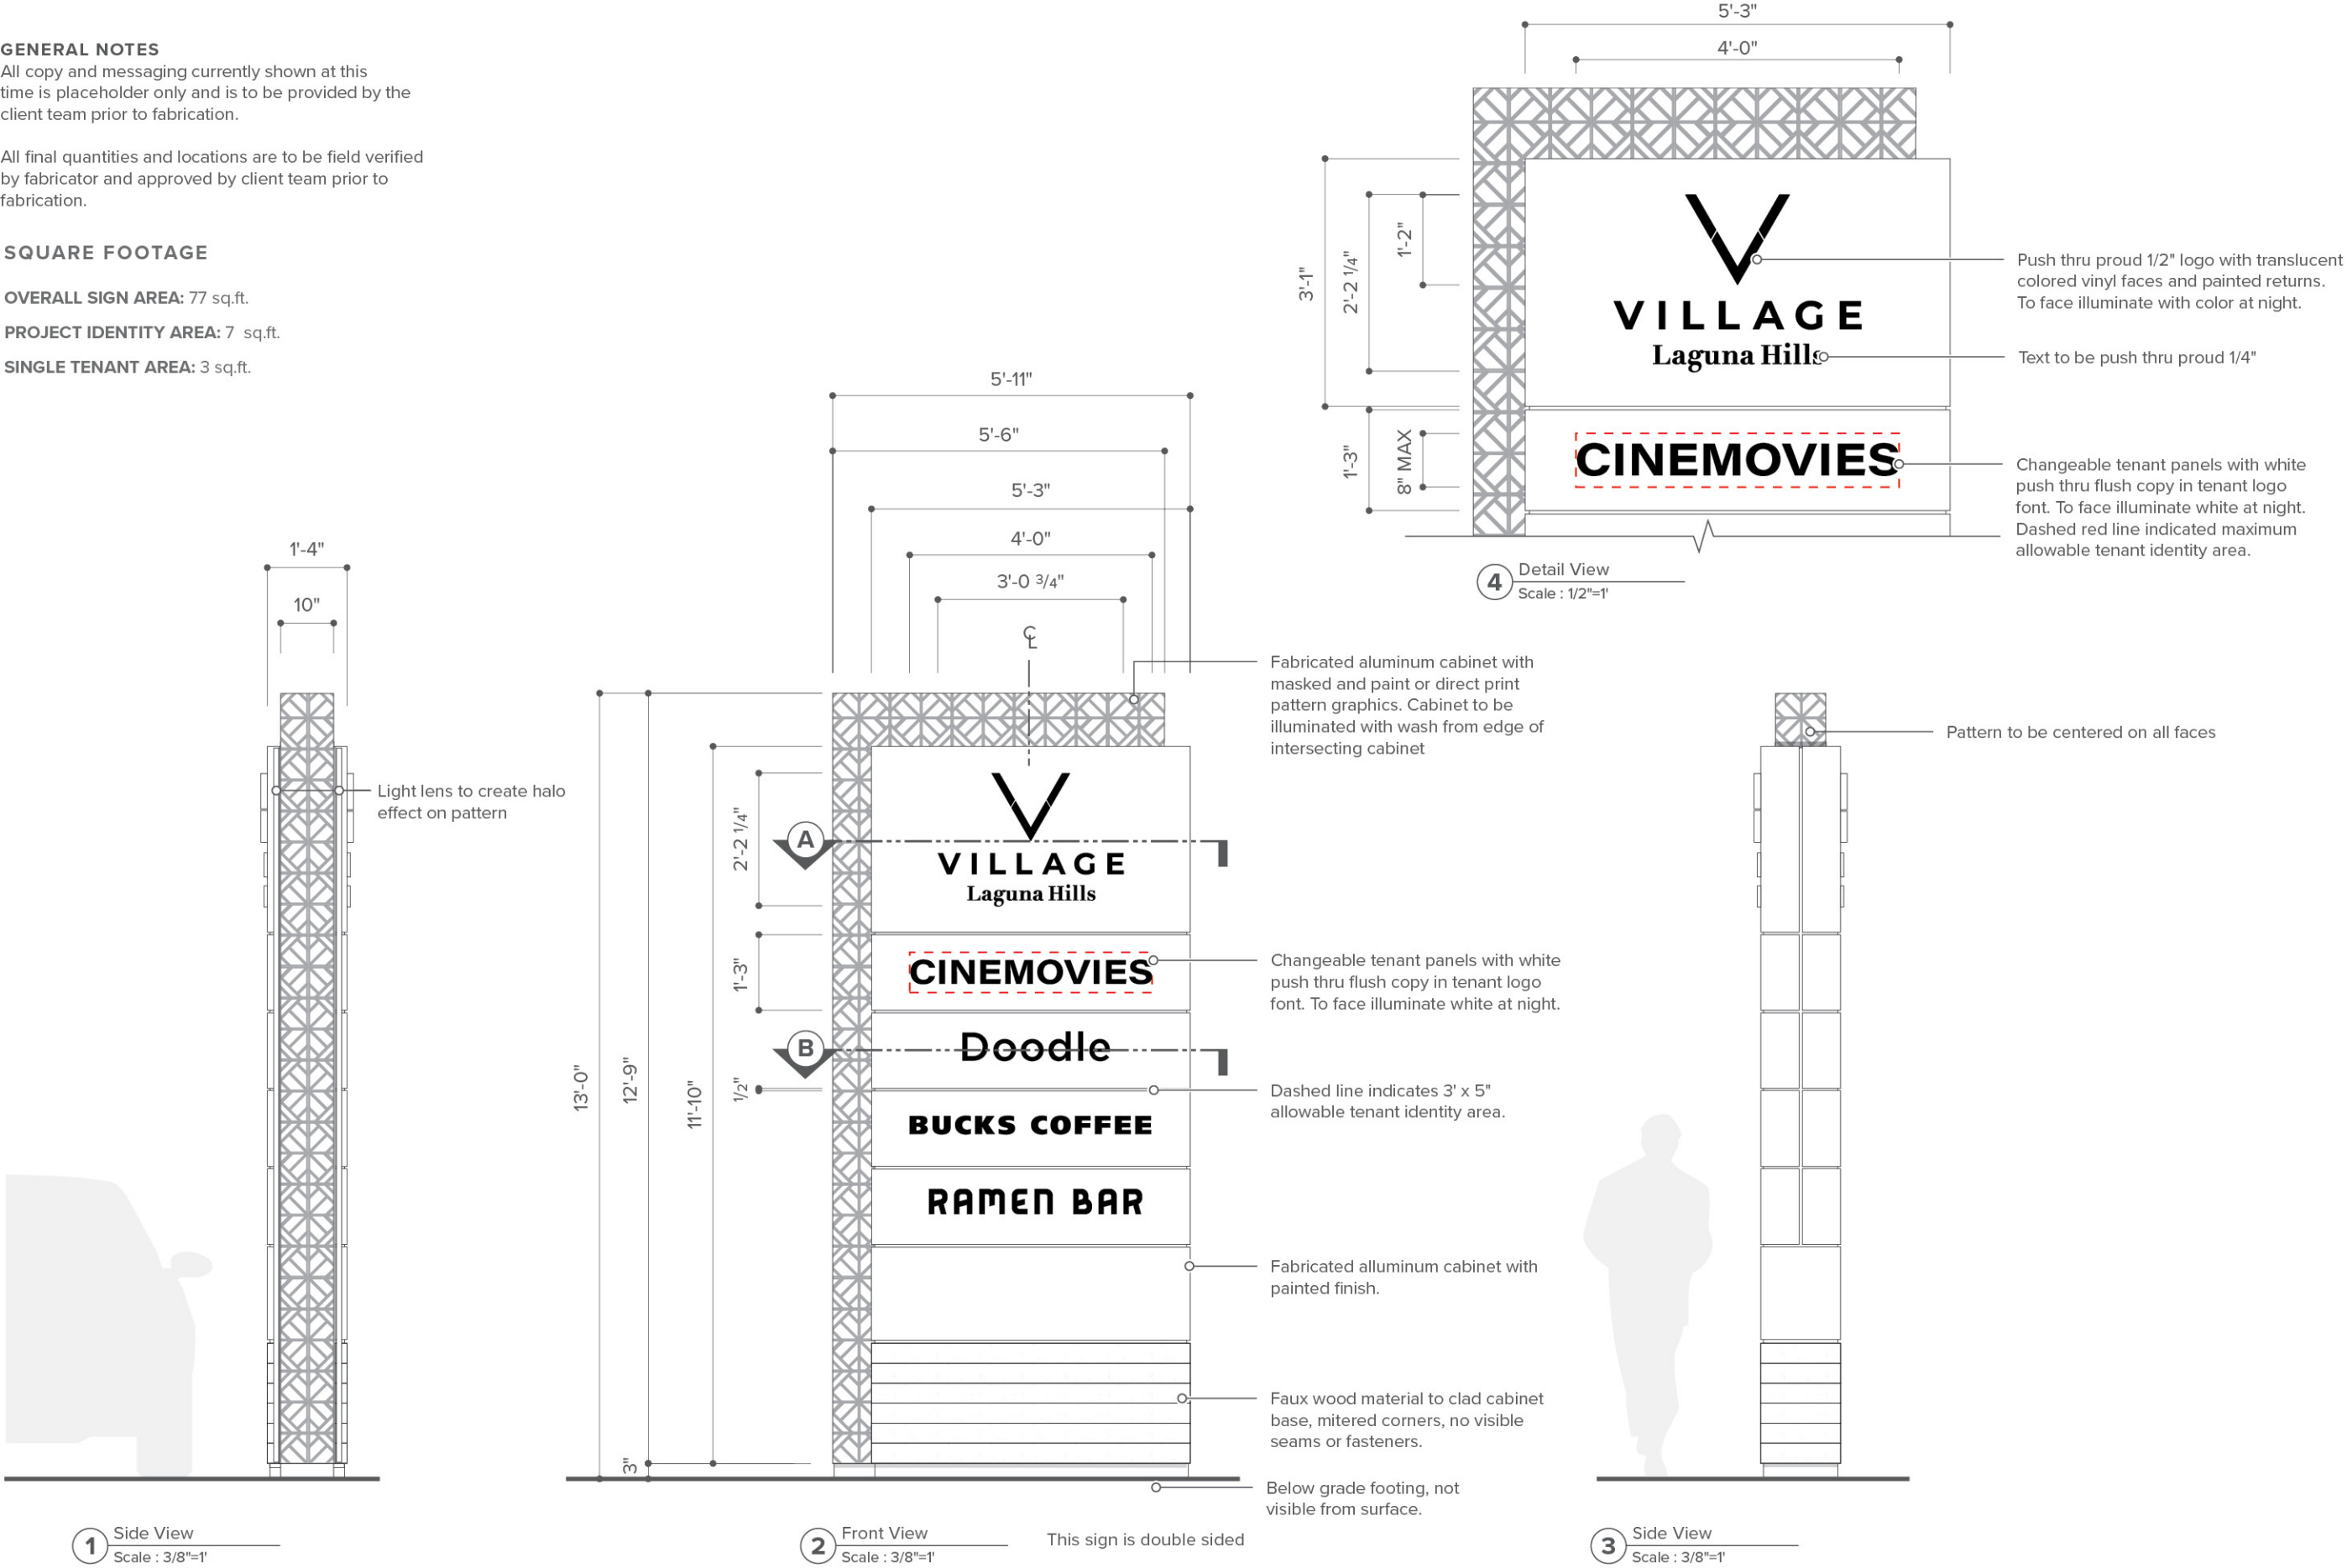 GENERAL NOTES
All copy and messaging currently shown at this
time is placeholder only and is to be provided by the
client team prior to fabrication.
All final quantities and locations are to be field verified
by fabricator and approved by client team prior to
fabrication.
SQUARE FOOTAGE
OVERALL SIGN AREA: 77 sq.ft.
PROJECT IDENTITY AREA: 7 sq.ft.
SINGLE TENANT AREA: 3 sq.ft.
1'-4"
10"
Light lens to create halo
effect on pattern
1
Side View
Scale : 3/8"=1'
5'-11"
5'-6"
5'-3"
4'-0"
3'-0 3/4"
CL
13'-0"
12'-9"
3"
11'-10"
2'-2 1/4"
1'-3"
1/2"
A
B
VILLAGE
Laguna Hills
CINEMOVIES
Doodle
BUCKS COFFEE
RAMEN BAR
Fabricated aluminum cabinet with
masked and paint or direct print
pattern graphics. Cabinet to be
illuminated with wash from edge of
intersecting cabinet
Changeable tenant panels with white
push thru flush copy in tenant logo
font. To face illuminate white at night.
Dashed line indicates 3' x 5"
allowable tenant identity area.
Fabricated alluminum cabinet with
painted finish.
Faux wood material to clad cabinet
base, mitered corners, no visible
seams or fasteners.
Below grade footing, not
visible from surface.
2
Front View
Scale : 3/8"=1'
This sign is double sided
5'-3"
4'-0"
3'-1"
2'-2 1/4"
1'-2"
1'-3"
8" MAX
VILLAGE
Laguna Hills
CINEMOVIES
Push thru proud 1/2" logo with translucent
colored vinyl faces and painted returns.
To face illuminate with color at night.
Text to be push thru proud 1/4"
Changeable tenant panels with white
push thru flush copy in tenant logo
font. To face illuminate white at night.
Dashed red line indicated maximum
allowable tenant identity area.
4
Detail View
Scale : 1/2"=1'
Pattern to be centered on all faces
3
Side View
Scale : 3/8"=1'